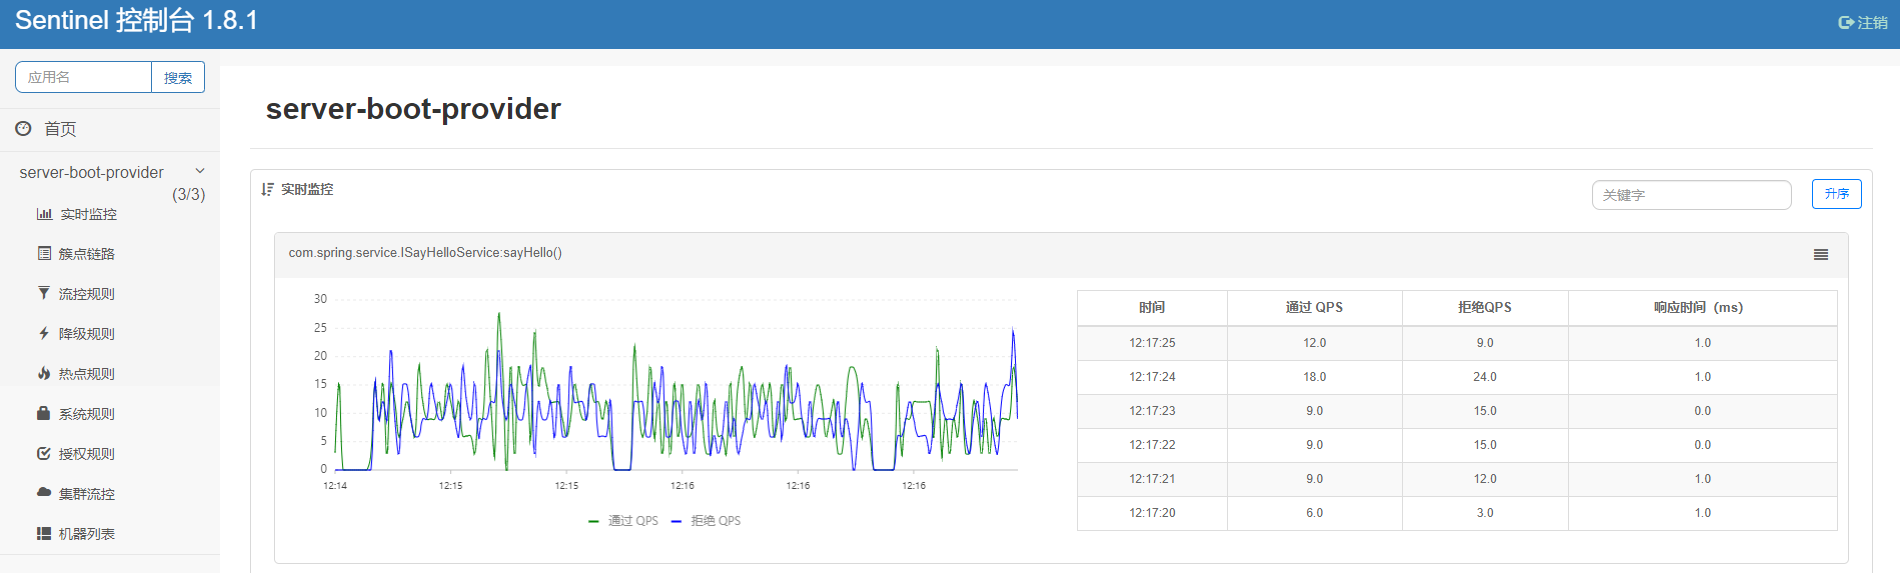 Sentinel 控制台 1.8.1
注销
应用名
搜索
首页
server-boot-provider
(3/3)
实时监控
簇点链路
流控规则
降级规则
热点规则
系统规则
授权规则
集群流控
机器列表
server-boot-provider
实时监控
关键字
升序
com.spring.service.ISayHelloService:sayHello()
30
25
20
15
10
5
0
12:14 12:15 12:15 12:16 12:16 12:16
通过 QPS 拒绝 QPS
时间 通过 QPS 拒绝QPS 响应时间（ms）
12:17:25 12.0 9.0 1.0
12:17:24 18.0 24.0 1.0
12:17:23 9.0 15.0 0.0
12:17:22 9.0 15.0 0.0
12:17:21 9.0 12.0 1.0
12:17:20 6.0 3.0 1.0